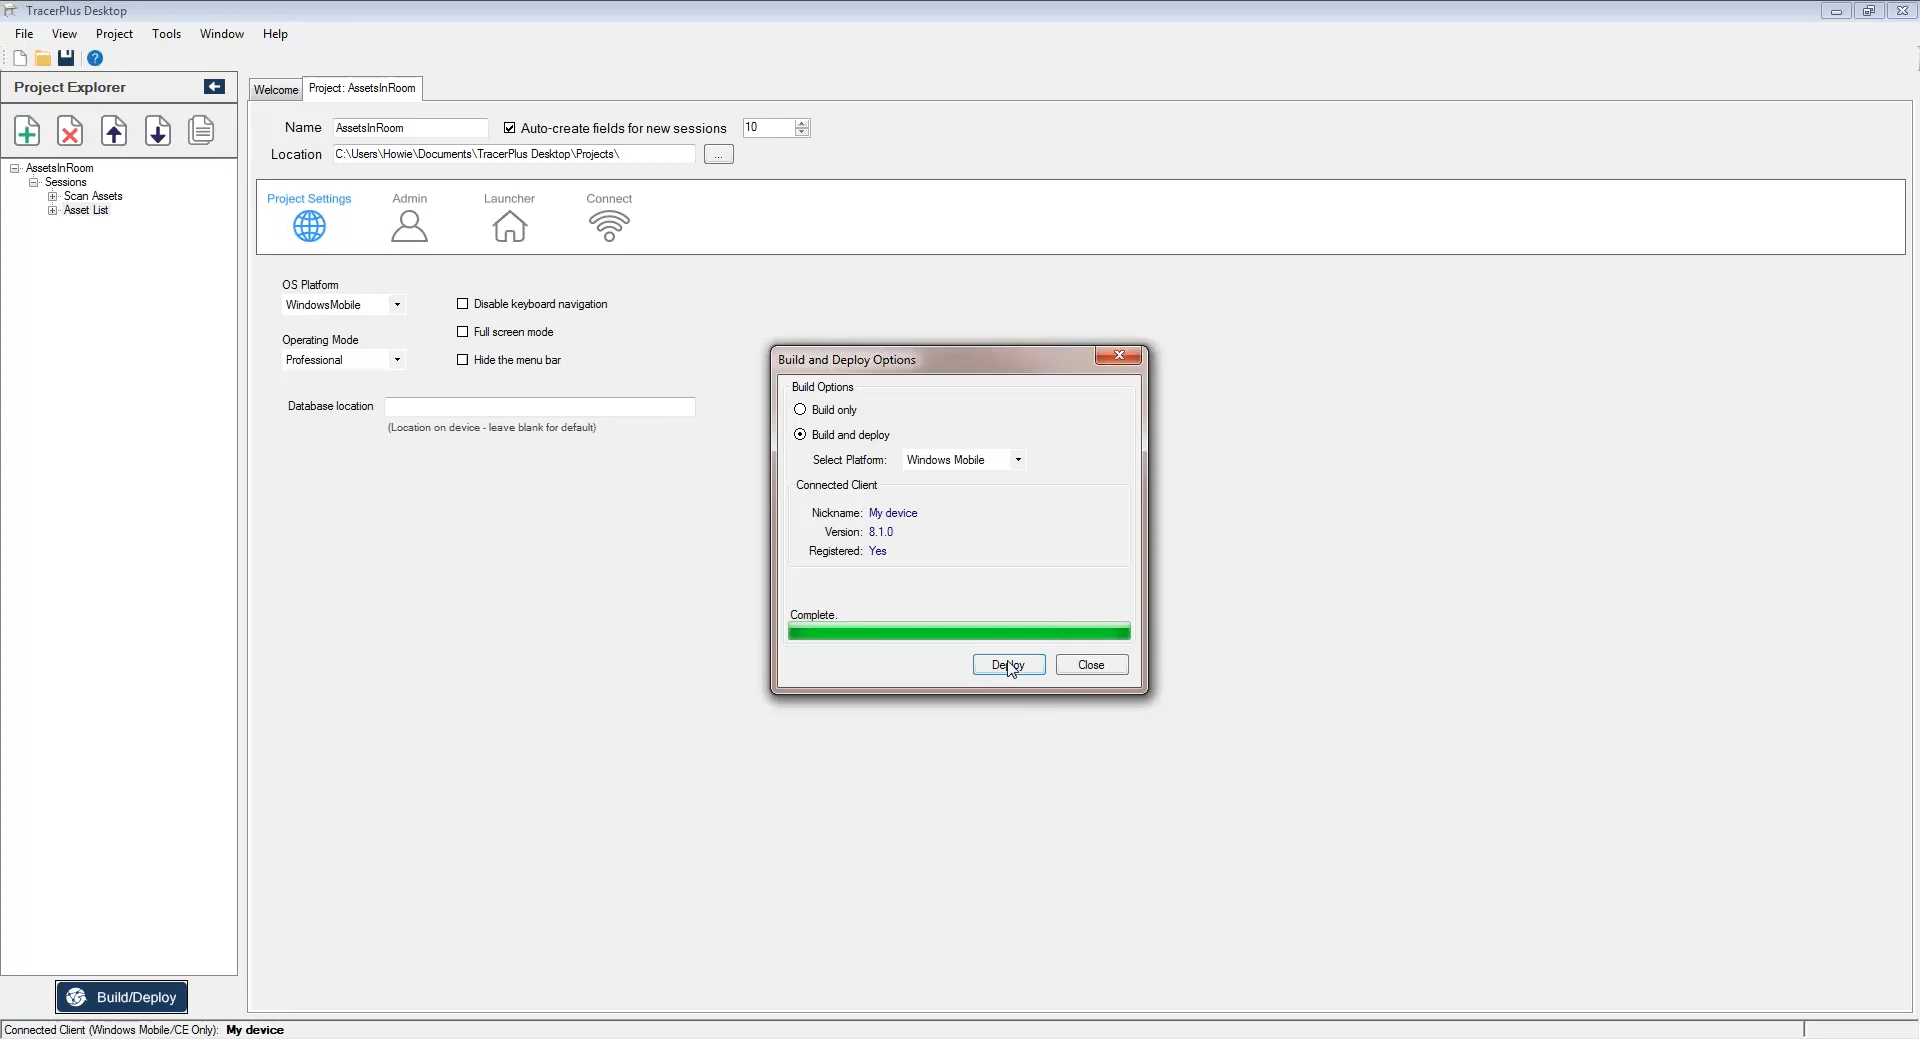 TracerPlus Desktop
File View Project Tools Window Help
Project Explorer
AssetsInRoom
Sessions
Scan Assets
Asset List
Build/Deploy
Welcome Project: AssetsInRoom
Name AssetsInRoom Auto-create fields for new sessions 10
Location C:\Users\Howie\Documents\TracerPlus Desktop\Projects\ ...
Project Settings Admin Launcher Connect
OS Platform
WindowsMobile
Disable keyboard navigation
Full screen mode
Operating Mode
Professional
Hide the menu bar
Database location
(Location on device - leave blank for default)
Build and Deploy Options
Build Options
Build only
Build and deploy
Select Platform: Windows Mobile
Connected Client
Nickname: My device
Version: 8.1.0
Registered: Yes
Complete.
Deploy Close
Connected Client (Windows Mobile/CE Only): My device